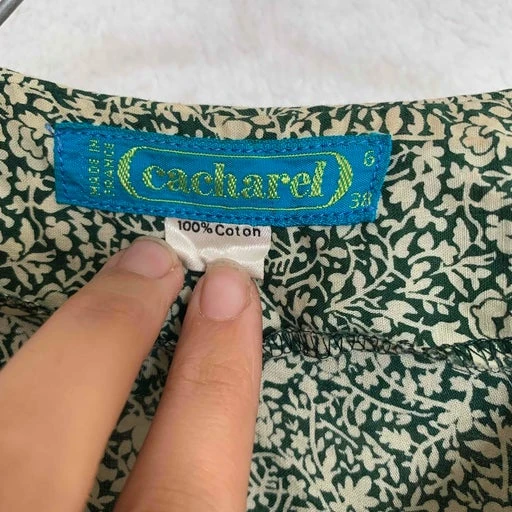 MADE IN
FRANCE
cacharel
6
38
100% Coton